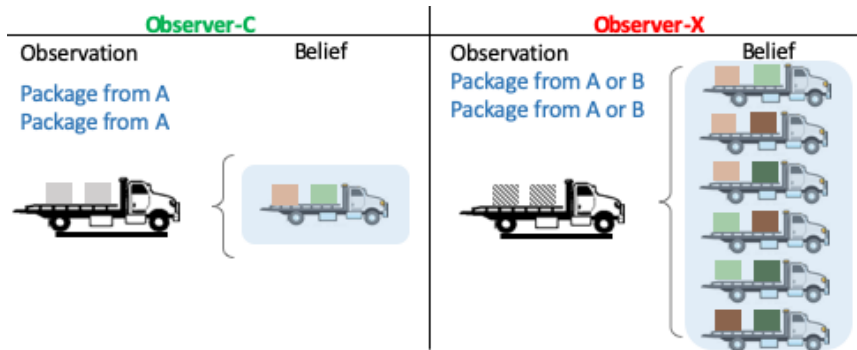 Observer-C
Observation Belief
Package from A
Package from A
Observer-X
Observation Belief
Package from A or B
Package from A or B